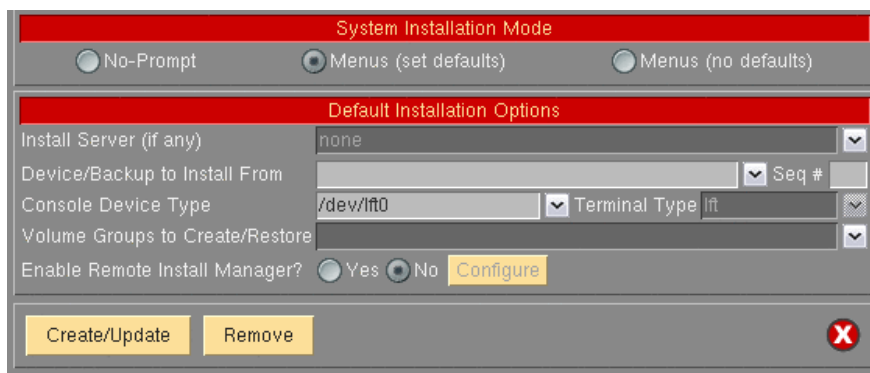 System Installation Mode
No-Prompt Menus (set defaults) Menus (no defaults)
Default Installation Options
Install Server (if any) none
Device/Backup to Install From Seq #
Console Device Type /dev/lft0 Terminal Type lft
Volume Groups to Create/Restore
Enable Remote Install Manager? Yes No Configure
Create/Update Remove